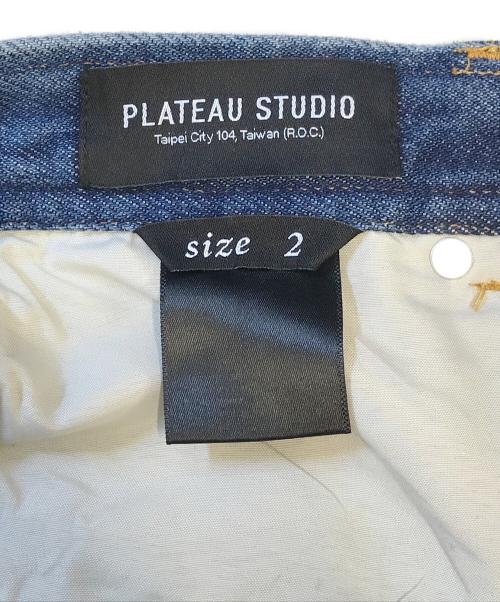 PLATEAU STUDIO
Taipei City 104, Taiwan (R.O.C.)
size 2